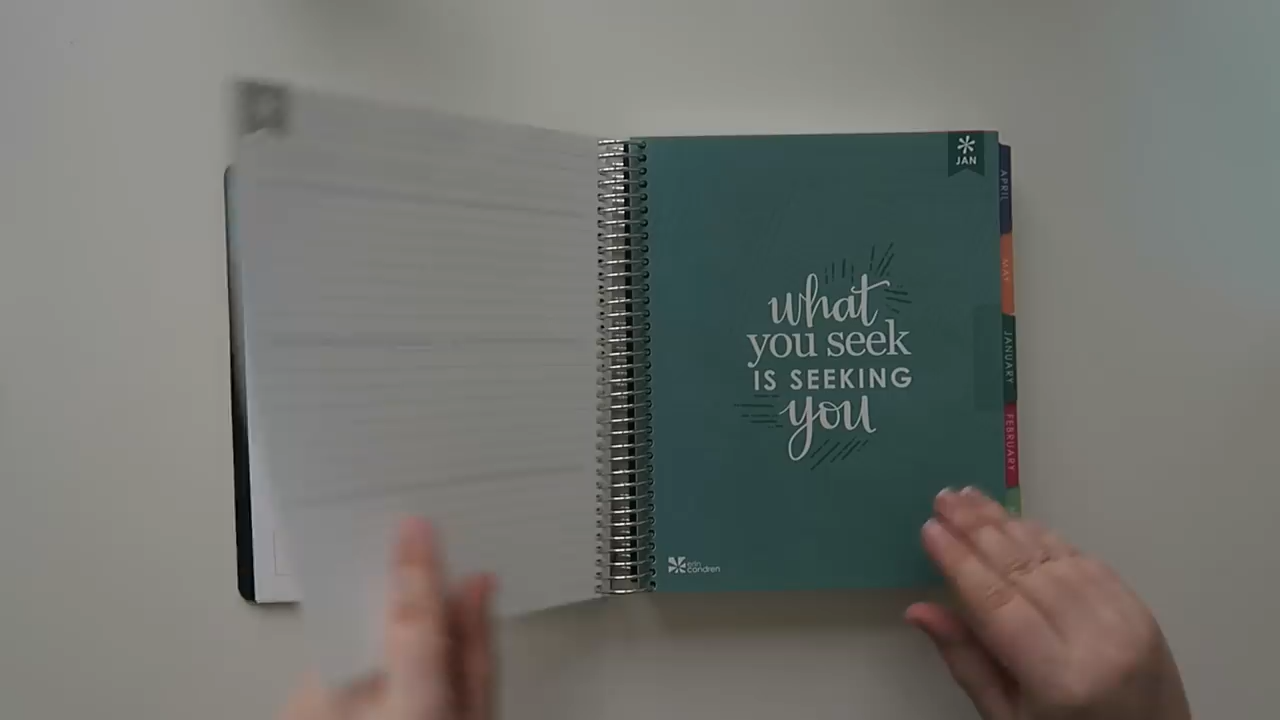 JAN
APRIL
MAY
what
you seek
IS SEEKING
you
JANUARY
FEBRUARY
erin
condren